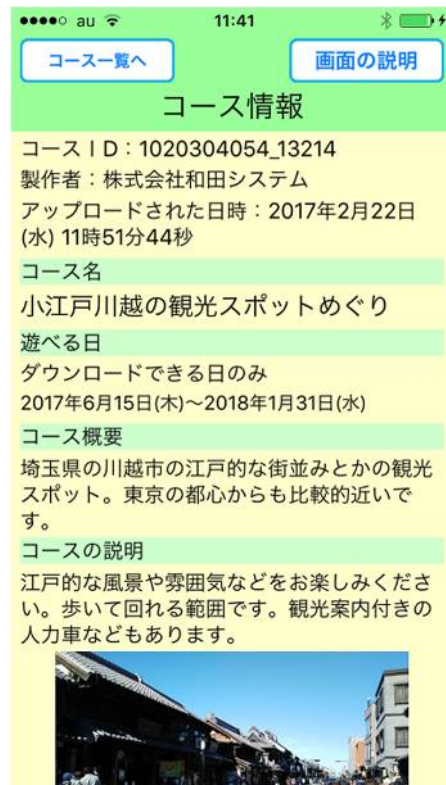 au 11:41
コース一覧へ 画面の説明
コース情報
コースID：1020304054_13214
製作者：株式会社和田システム
アップロードされた日時：2017年2月22日
(水) 11時51分44秒
コース名
小江戸川越の観光スポットめぐり
遊べる日
ダウンロードできる日のみ
2017年6月15日(木)〜2018年1月31日(水)
コース概要
埼玉県の川越市の江戸的な街並みとかの観光
スポット。東京の都心からも比較的近いで
す。
コースの説明
江戸的な風景や雰囲気などをお楽しみくださ
い。歩いて回れる範囲です。観光案内付きの
人力車などもあります。